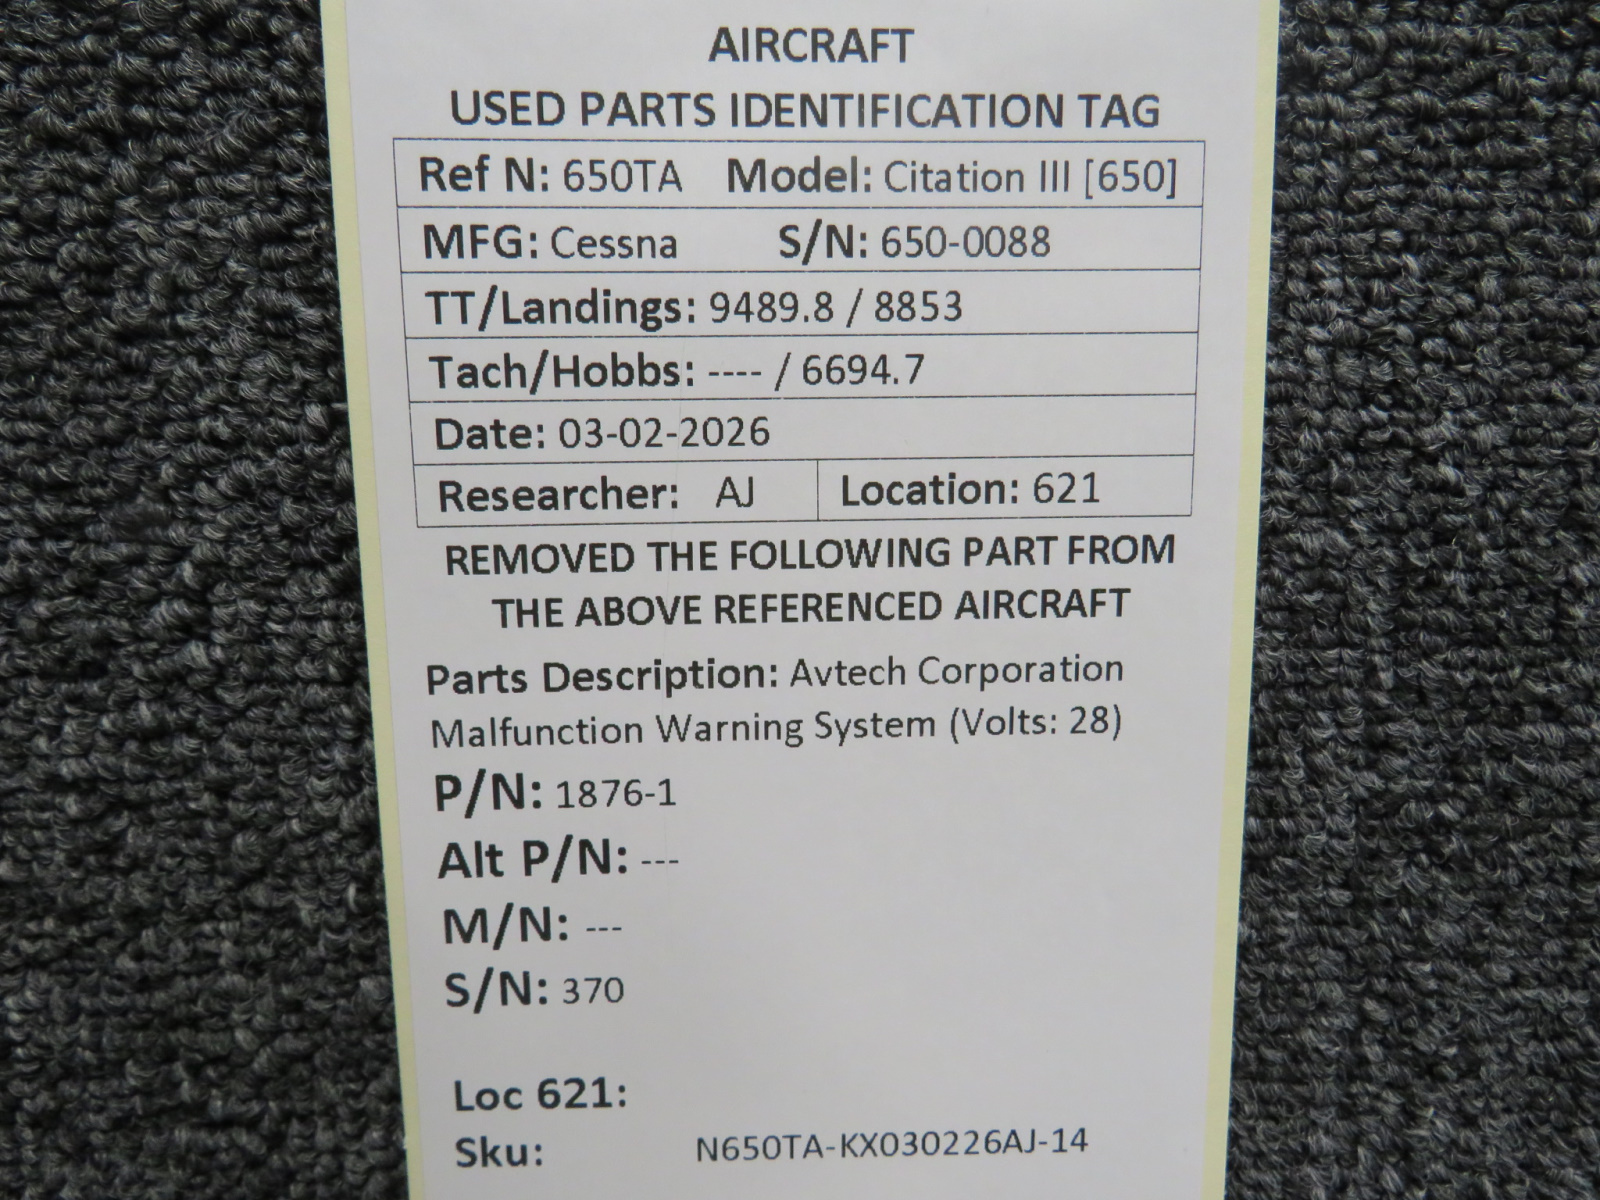 AIRCRAFT
USED PARTS IDENTIFICATION TAG
Ref N: 650TA Model: Citation III [650]
MFG: Cessna S/N: 650-0088
TT/Landings: 9489.8 / 8853
Tach/Hobbs: ---- / 6694.7
Date: 03-02-2026
Researcher: AJ Location: 621
REMOVED THE FOLLOWING PART FROM
THE ABOVE REFERENCED AIRCRAFT
Parts Description: Avtech Corporation
Malfunction Warning System (Volts: 28)
P/N: 1876-1
Alt P/N: ---
M/N: ---
S/N: 370
Loc 621:
Sku: N650TA-KX030226AJ-14